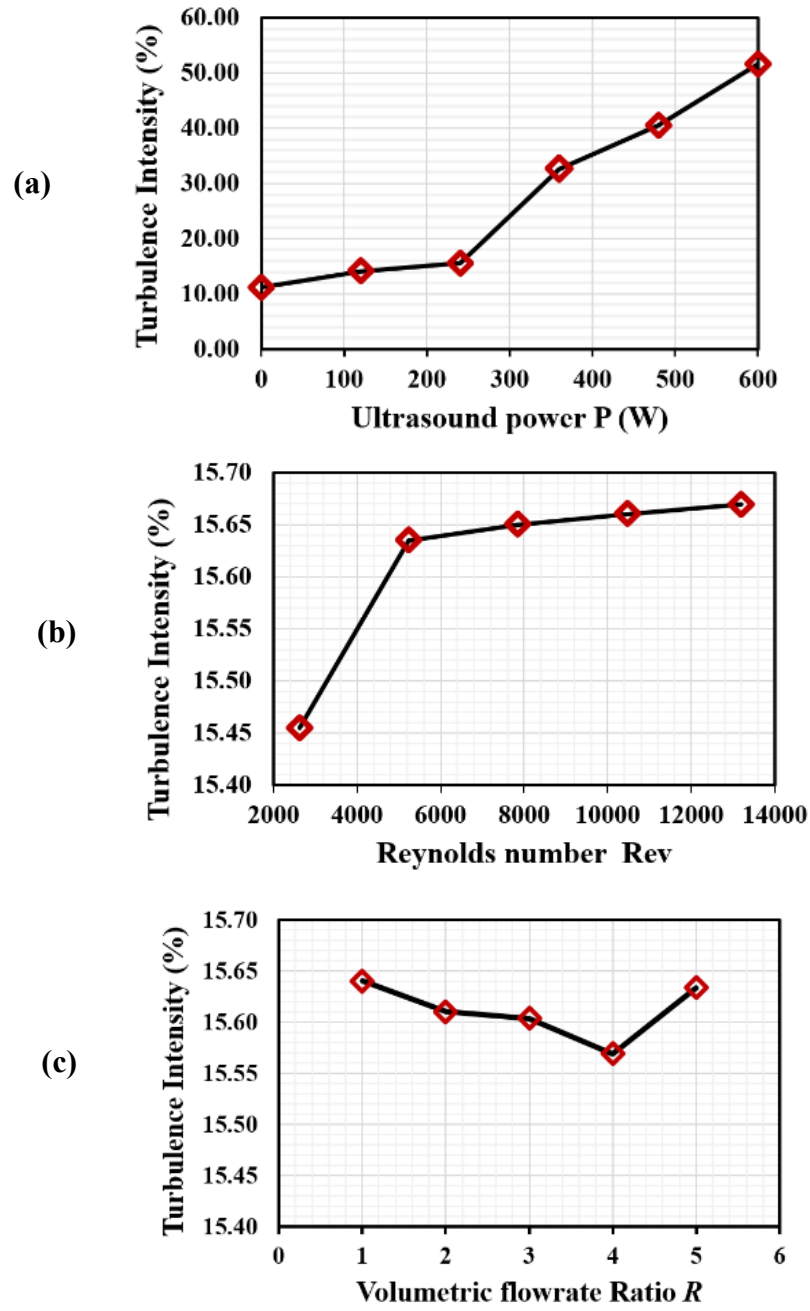 (a)
Turbulence Intensity (%)
60.00
50.00
40.00
30.00
20.00
10.00
0.00
0 100 200 300 400 500 600
Ultrasound power P (W)
(b)
Turbulence Intensity (%)
15.70
15.65
15.60
15.55
15.50
15.45
15.40
2000 4000 6000 8000 10000 12000 14000
Reynolds number Rev
(c)
Turbulence Intensity (%)
15.70
15.65
15.60
15.55
15.50
15.45
15.40
0 1 2 3 4 5 6
Volumetric flowrate Ratio R